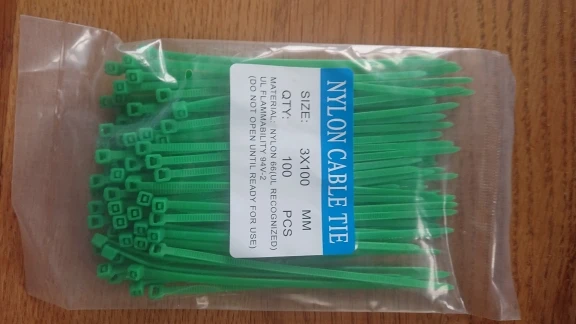 NYLON CABLE TIE
SIZE: 3X100 MM
QTY: 100 PCS
MATERIAL: NYLON 66(UL RECOGNIZED)
UL FLAMMABILITY 94V-2
(DO NOT OPEN UNTIL READY FOR USE)